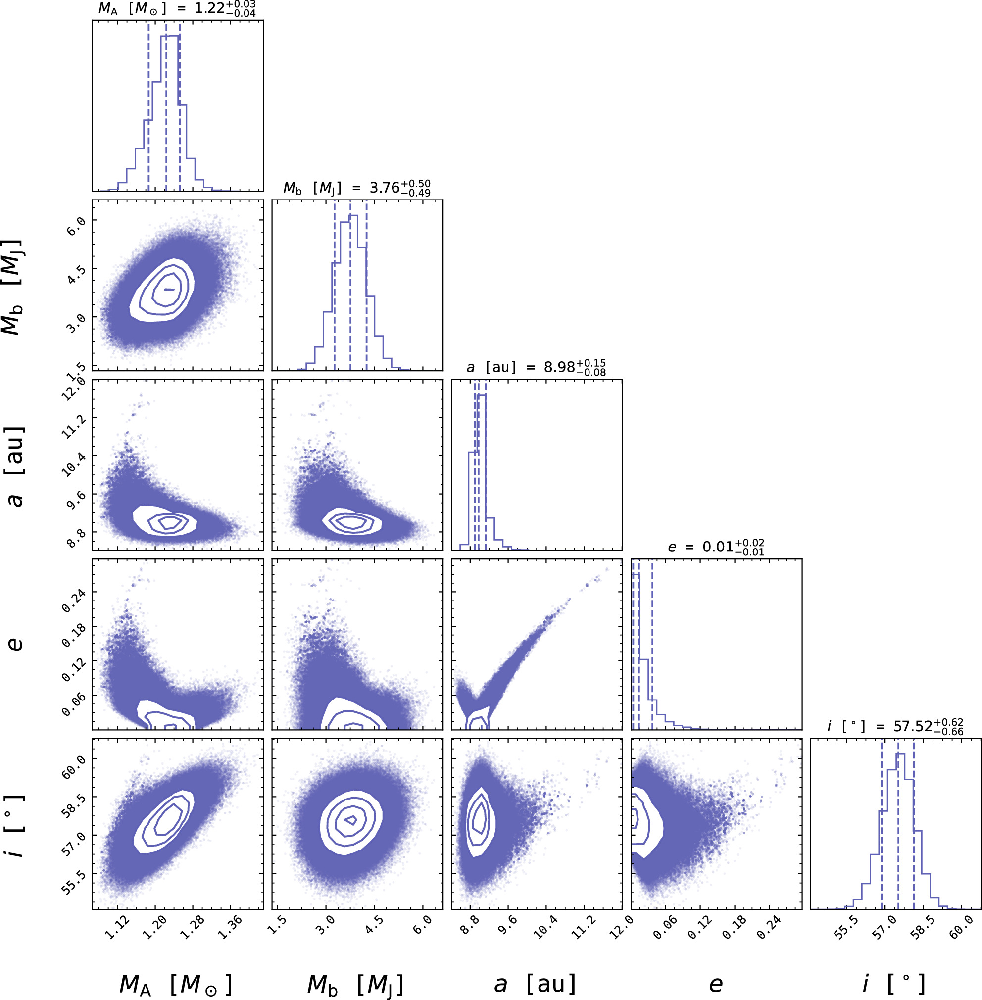 M_A [M_⊙] = 1.22^{+0.03}_{−0.04}
M_b [M_J] = 3.76^{+0.50}_{−0.49}
a [au] = 8.98^{+0.15}_{−0.08}
e = 0.01^{+0.02}_{−0.01}
i [°] = 57.52^{+0.62}_{−0.66}
M_b [M_J]
6.0
4.5
3.0
1.5
a [au]
12.0
11.2
10.4
9.6
8.8
e
0.24
0.18
0.12
0.06
i [°]
60.0
58.5
57.0
55.5
1.12 1.20 1.28 1.36 1.5 3.0 4.5 6.0 8.8 9.6 10.4 11.2 12.0 0.06 0.12 0.18 0.24 55.5 57.0 58.5 60.0
M_A [M_⊙] M_b [M_J] a [au] e i [°]